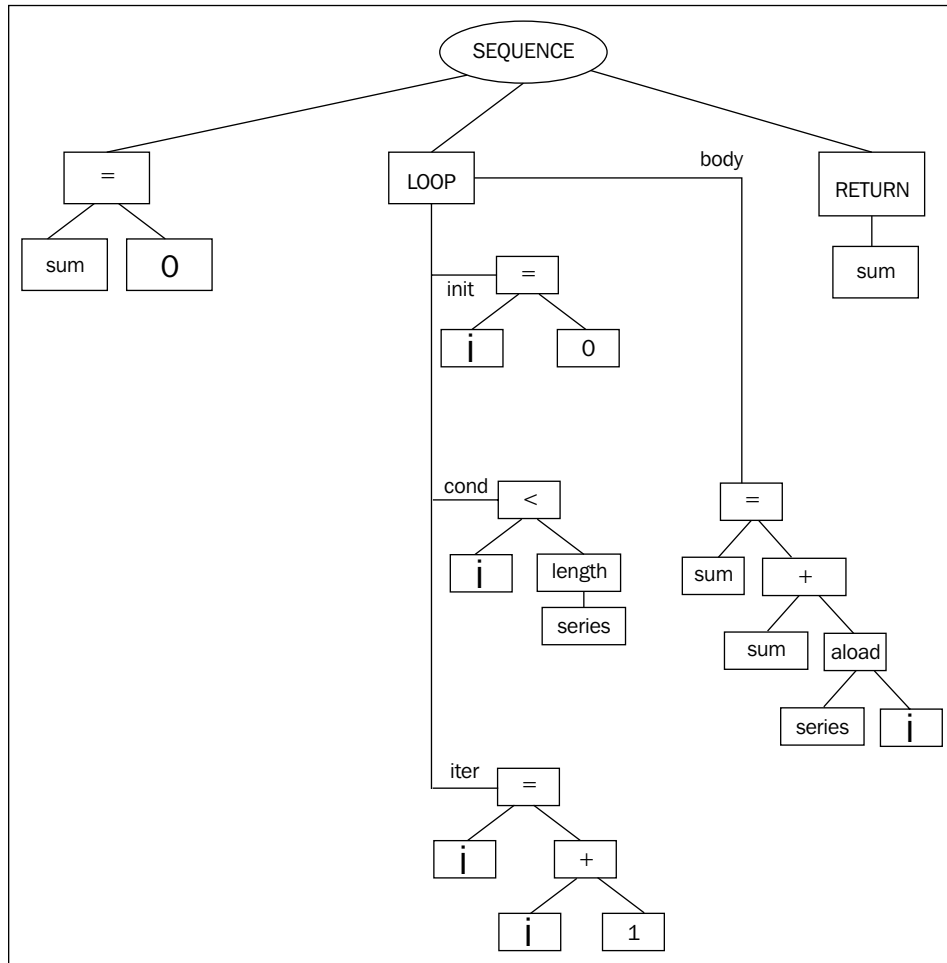 SEQUENCE
=
LOOP
body
RETURN
sum
0
sum
init
=
i
0
cond
<
i
length
series
=
sum
+
sum
aload
series
i
iter
=
i
+
i
1